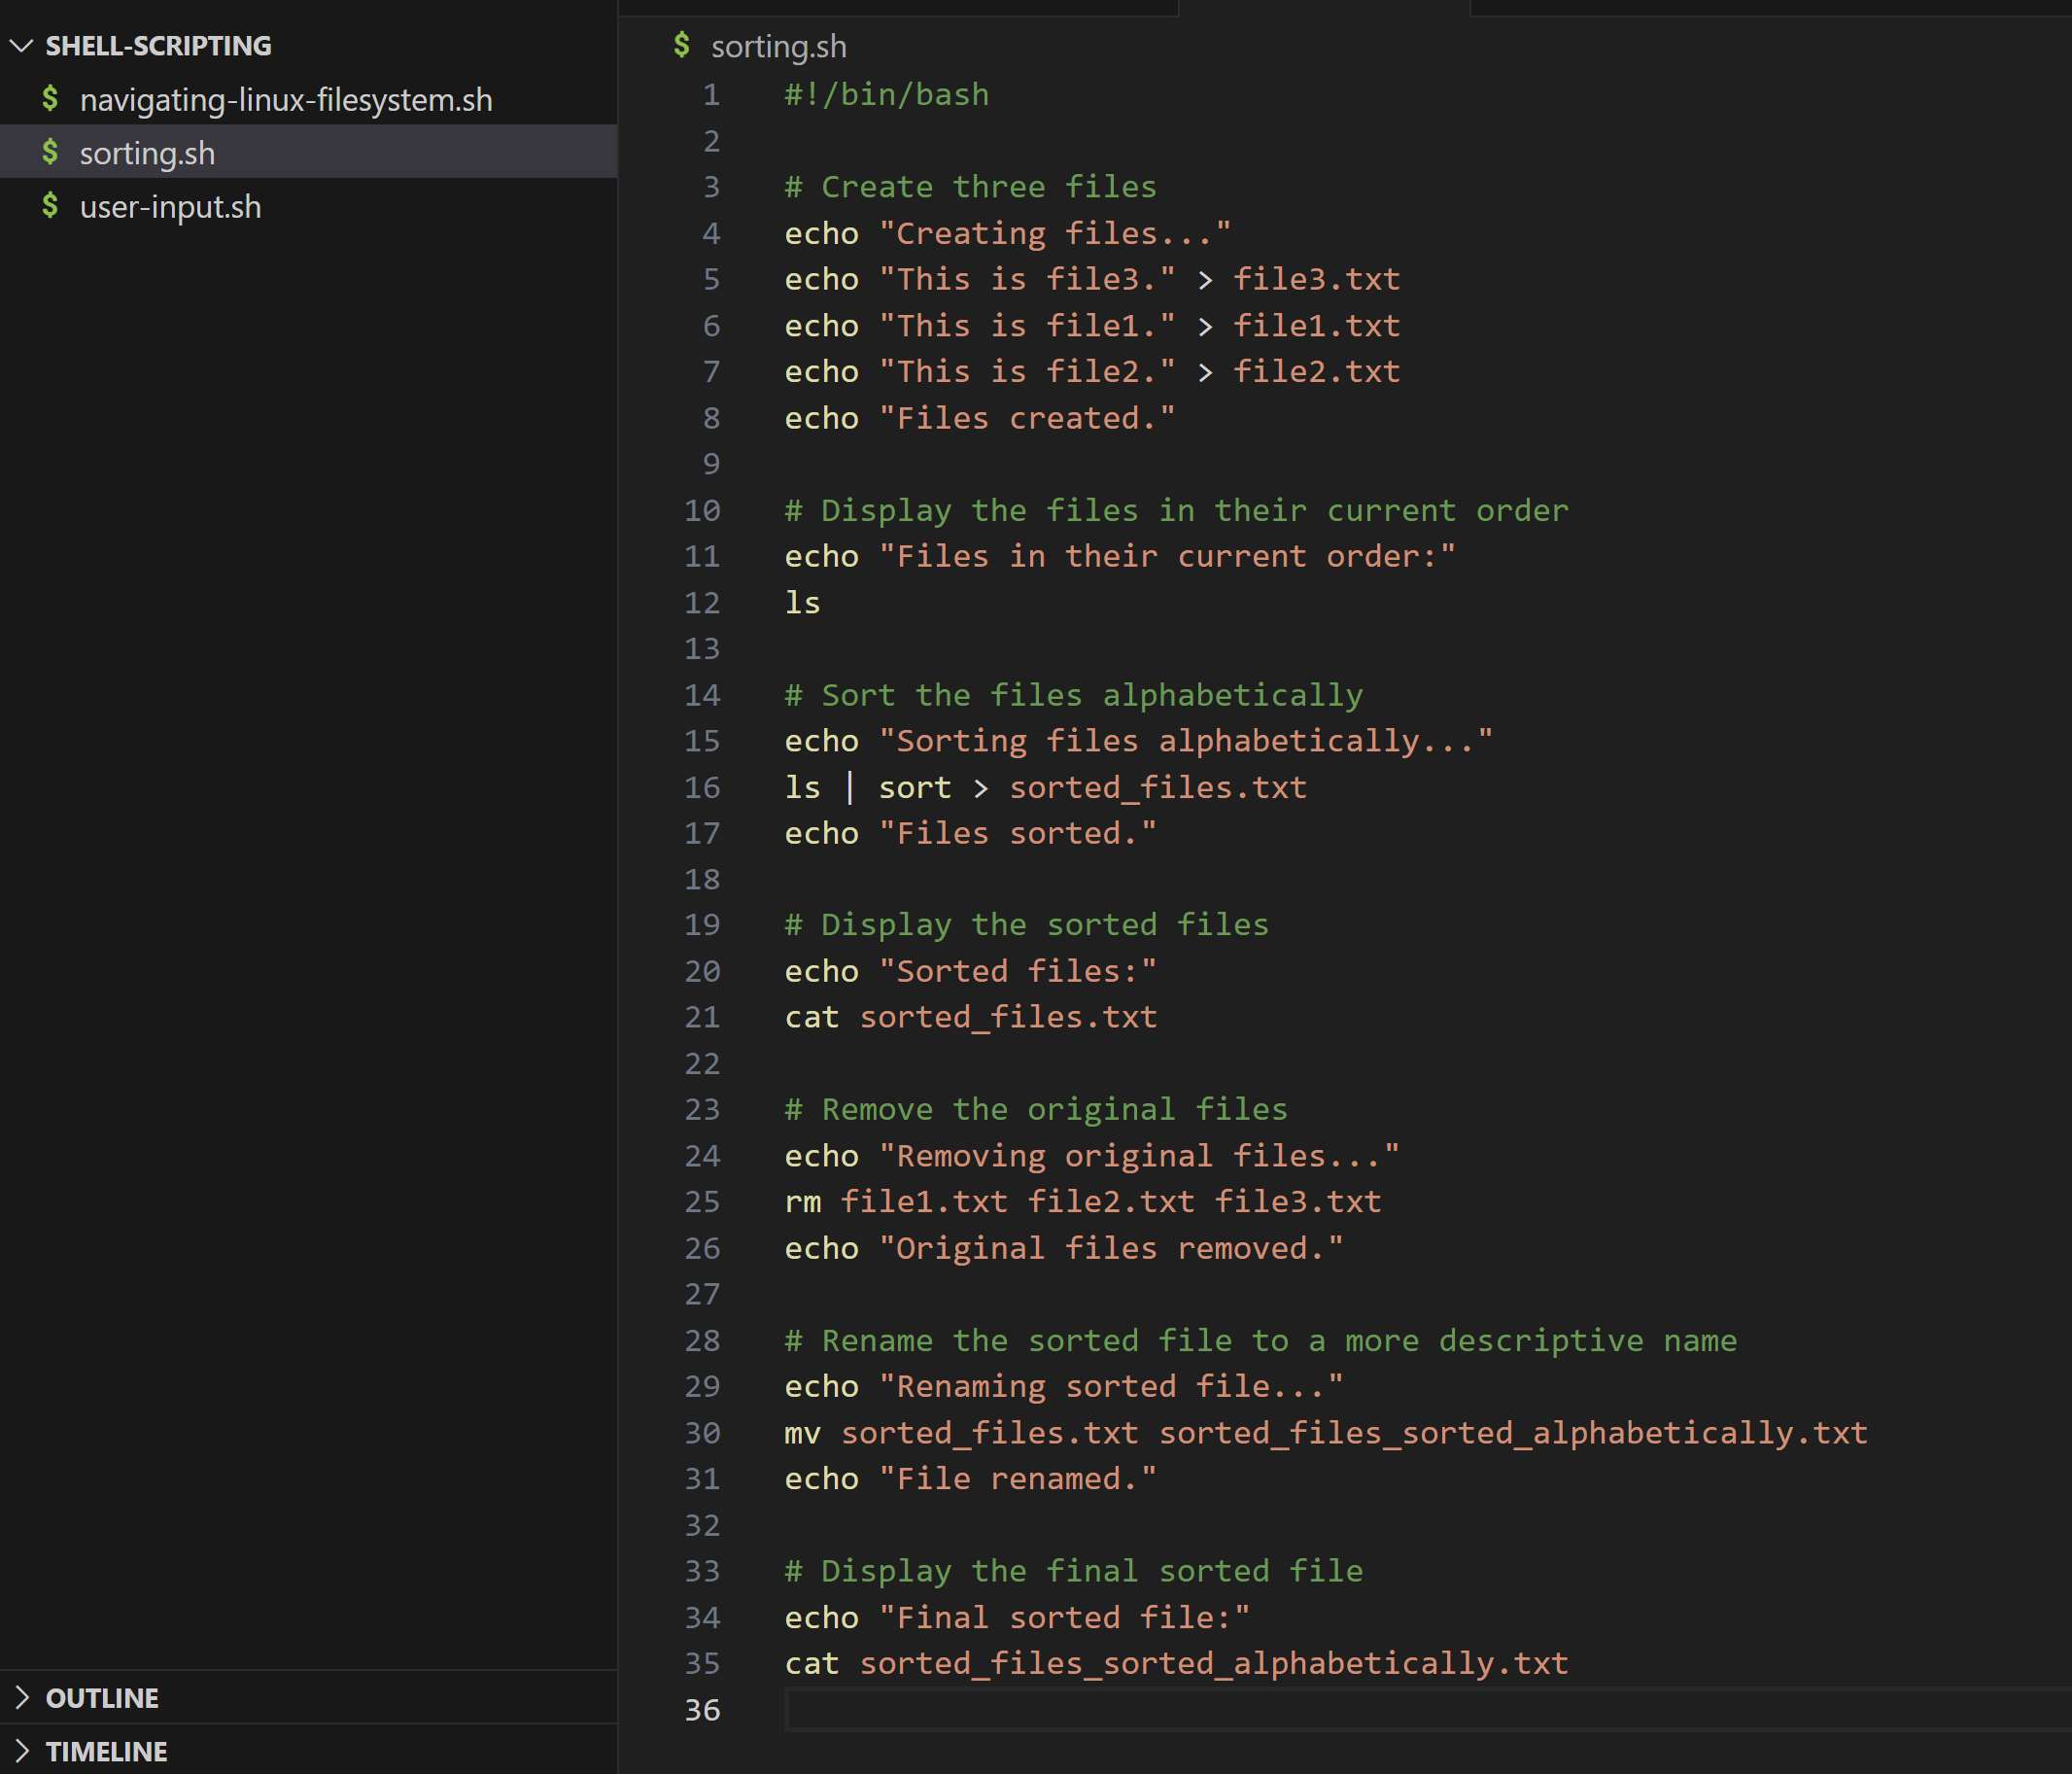 SHELL-SCRIPTING
$ navigating-linux-filesystem.sh
$ sorting.sh
$ user-input.sh
OUTLINE
TIMELINE
$ sorting.sh
1 #!/bin/bash
2
3 # Create three files
4 echo "Creating files..."
5 echo "This is file3." > file3.txt
6 echo "This is file1." > file1.txt
7 echo "This is file2." > file2.txt
8 echo "Files created."
9
10 # Display the files in their current order
11 echo "Files in their current order:"
12 ls
13
14 # Sort the files alphabetically
15 echo "Sorting files alphabetically..."
16 ls | sort > sorted_files.txt
17 echo "Files sorted."
18
19 # Display the sorted files
20 echo "Sorted files:"
21 cat sorted_files.txt
22
23 # Remove the original files
24 echo "Removing original files..."
25 rm file1.txt file2.txt file3.txt
26 echo "Original files removed."
27
28 # Rename the sorted file to a more descriptive name
29 echo "Renaming sorted file..."
30 mv sorted_files.txt sorted_files_sorted_alphabetically.txt
31 echo "File renamed."
32
33 # Display the final sorted file
34 echo "Final sorted file:"
35 cat sorted_files_sorted_alphabetically.txt
36